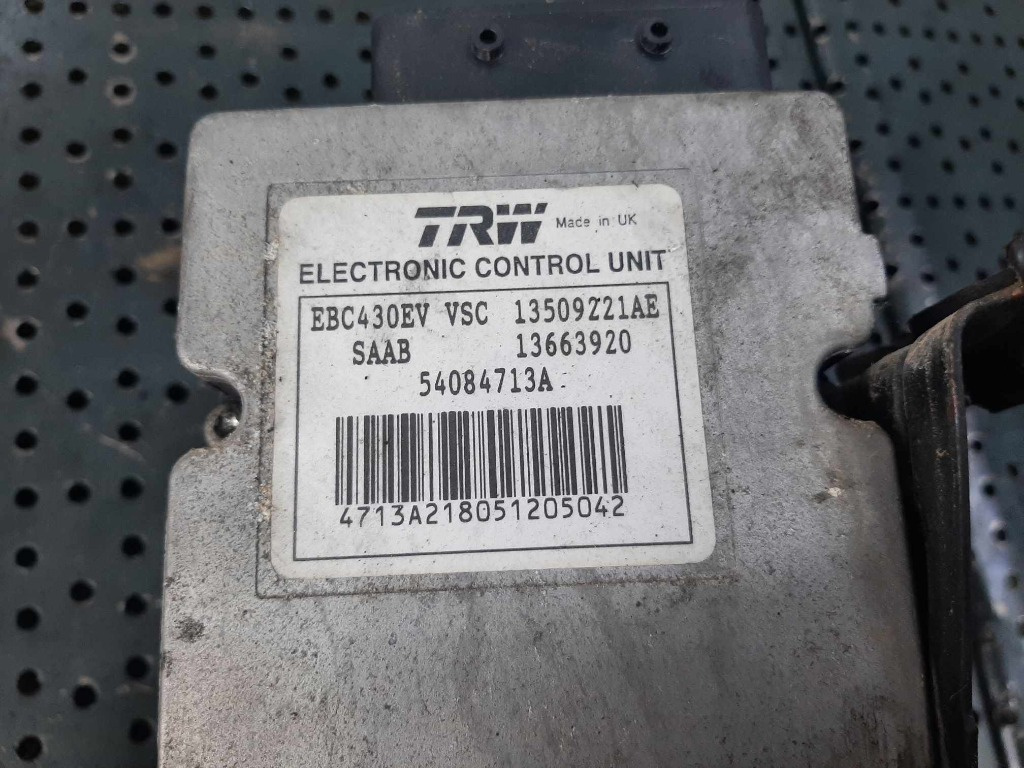 TRW Made in UK
ELECTRONIC CONTROL UNIT
EBC430EV VSC 13509221AE
SAAB 13663920
54084713A
4713A218051205042